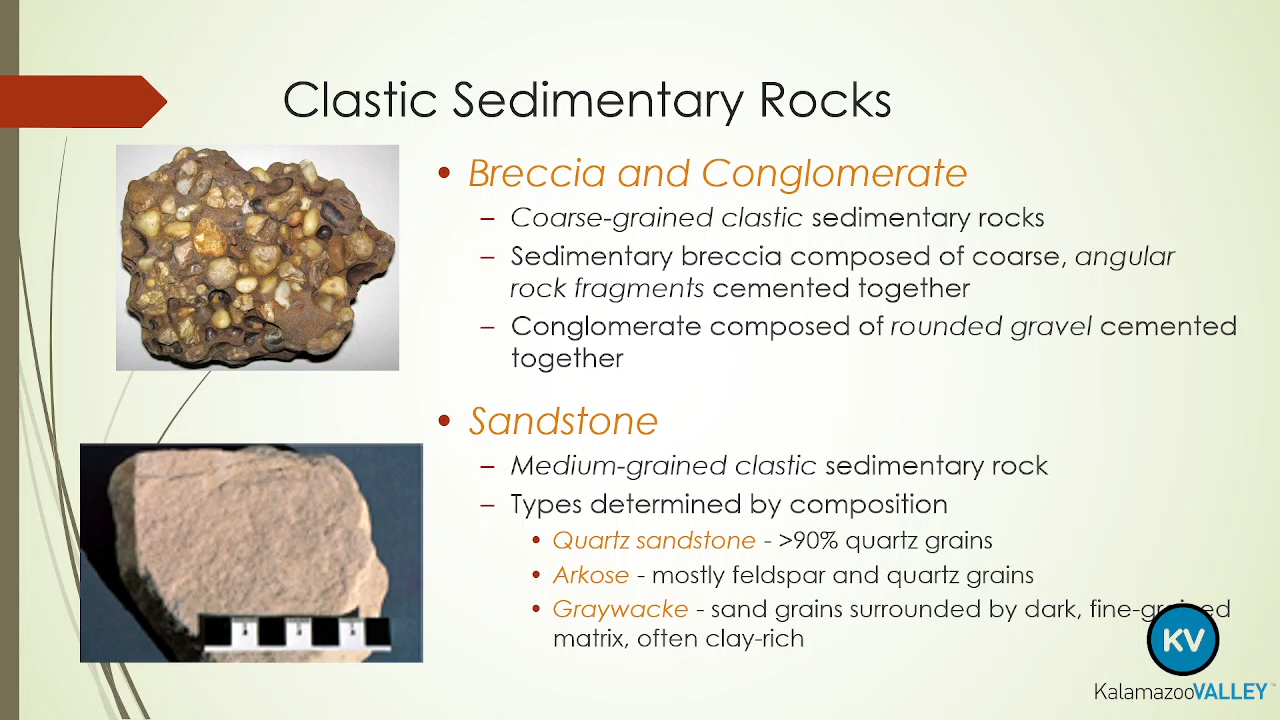 Clastic Sedimentary Rocks
• Breccia and Conglomerate
– Coarse-grained clastic sedimentary rocks
– Sedimentary breccia composed of coarse, angular
rock fragments cemented together
– Conglomerate composed of rounded gravel cemented
together
• Sandstone
– Medium-grained clastic sedimentary rock
– Types determined by composition
• Quartz sandstone - >90% quartz grains
• Arkose - mostly feldspar and quartz grains
• Graywacke - sand grains surrounded by dark, fine-grained
matrix, often clay-rich
KV
KalamazooVALLEY™